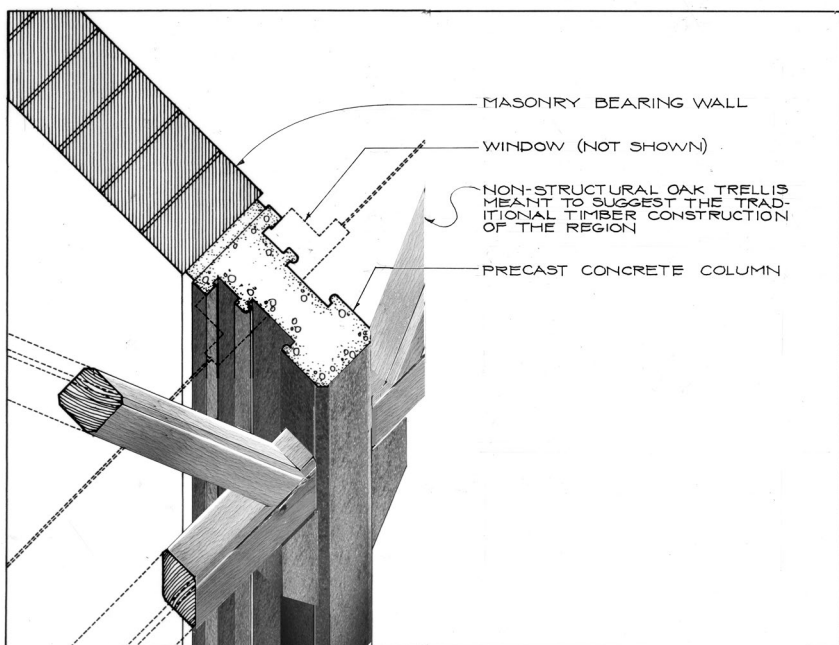 MASONRY BEARING WALL
WINDOW (NOT SHOWN)
NON-STRUCTURAL OAK TRELLIS
MEANT TO SUGGEST THE TRAD-
ITIONAL TIMBER CONSTRUCTION
OF THE REGION
PRECAST CONCRETE COLUMN